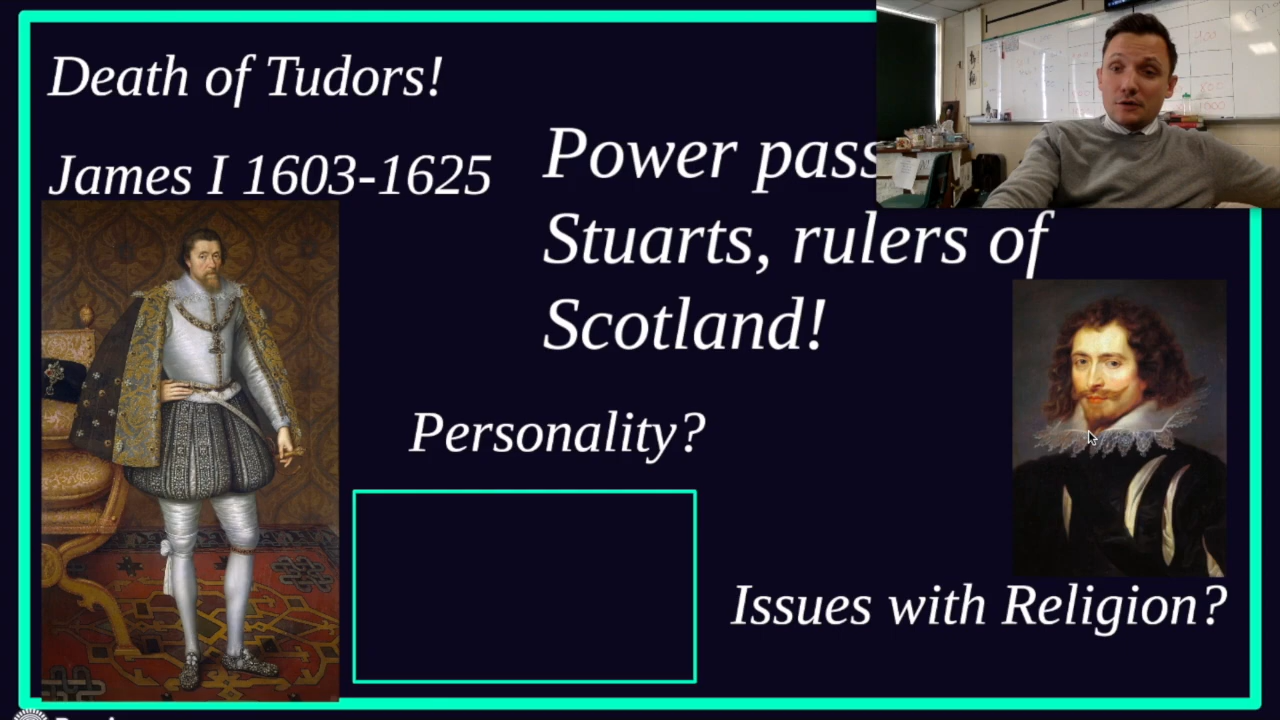 Death of Tudors!
James I 1603-1625
Power pass
Stuarts, rulers of
Scotland!
Personality?
Issues with Religion?